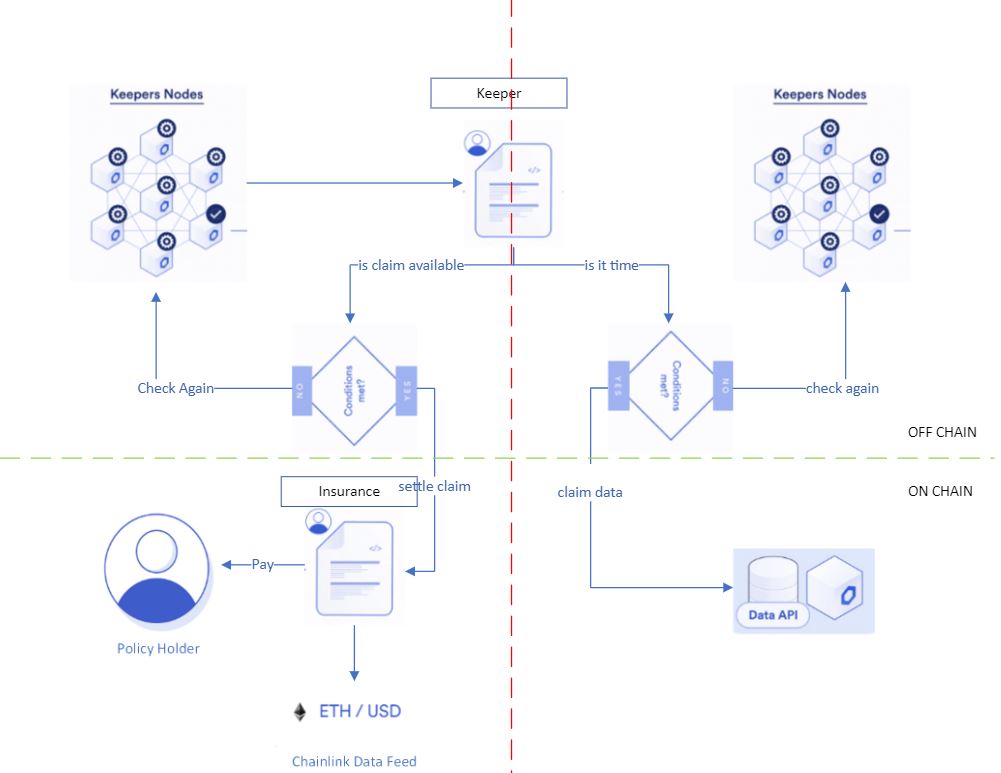 Keepers Nodes
Keeper
Keepers Nodes
</>
is claim available
is it time
Conditions
met?
NO
YES
Check Again
Conditions
met?
YES
NO
check again
OFF CHAIN
ON CHAIN
Insurance
settle claim
claim data
</>
Pay
Policy Holder
Data API
ETH / USD
Chainlink Data Feed